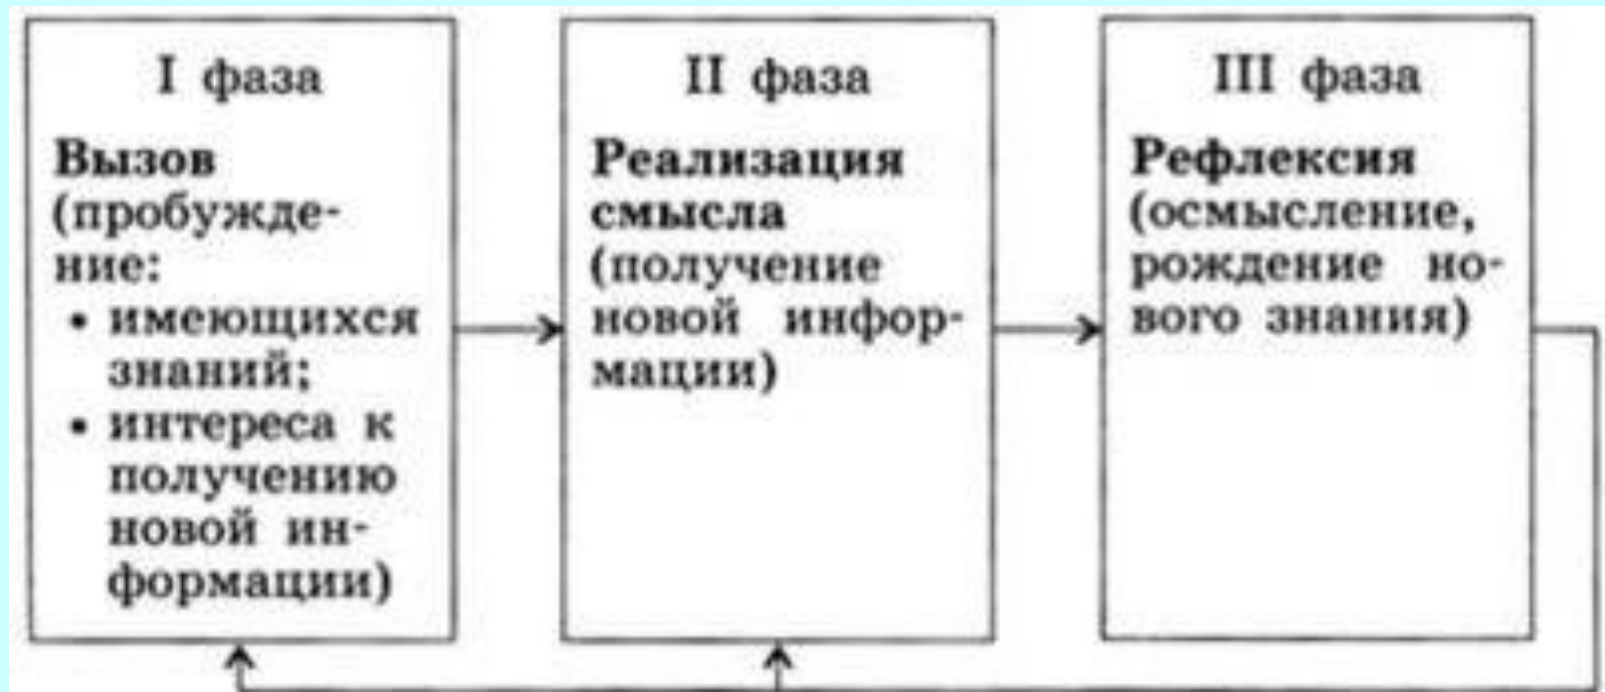 I фаза
Вызов
(пробужде-
ние:
• имеющихся
знаний;
• интереса к
получению
новой ин-
формации)
II фаза
Реализация
смысла
(получение
новой инфор-
мации)
III фаза
Рефлексия
(осмысление,
рождение но-
вого знания)